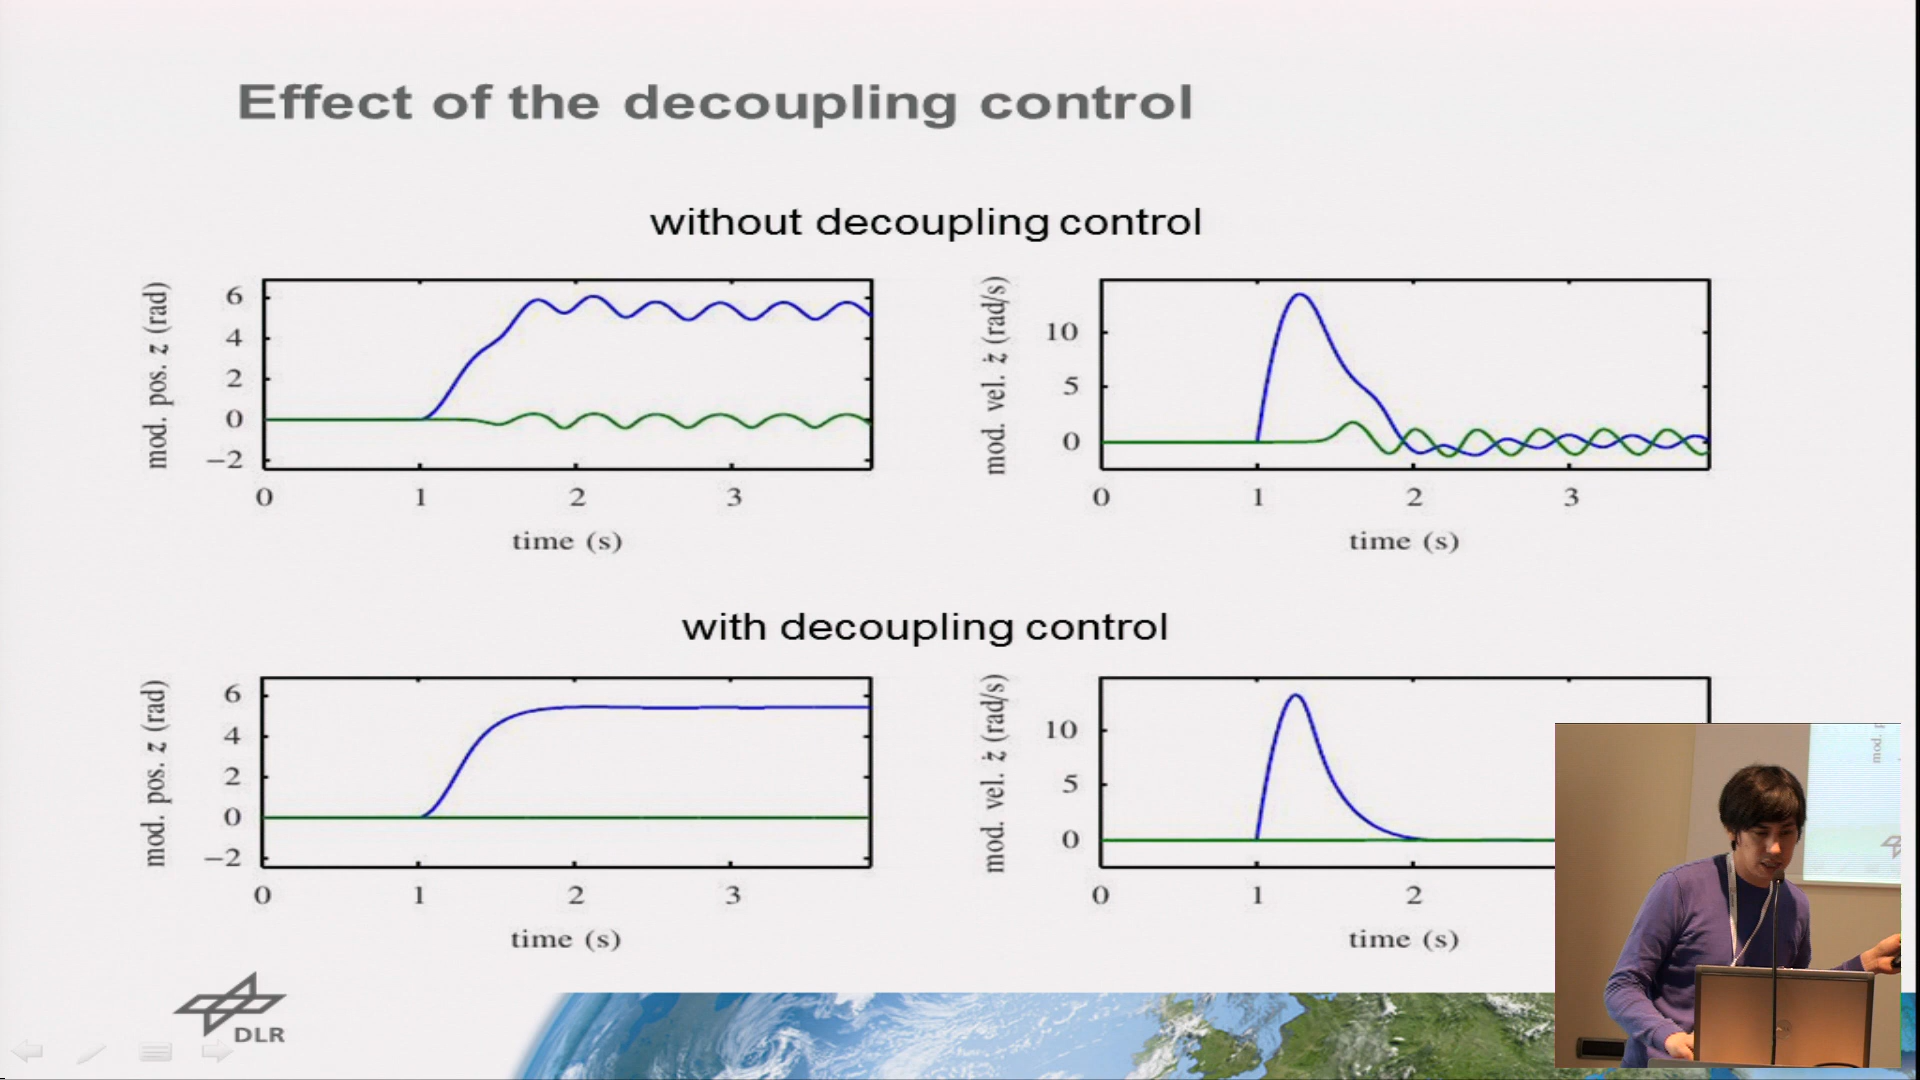 Effect of the decoupling control
without decoupling control
mod. pos. z (rad)
6
4
2
0
−2
0 1 2 3
time (s)
mod. vel. ż (rad/s)
10
5
0
0 1 2 3
time (s)
with decoupling control
mod. pos. z (rad)
6
4
2
0
−2
0 1 2 3
time (s)
mod. vel. ż (rad/s)
10
5
0
0 1 2
time (s)
mod.
DLR